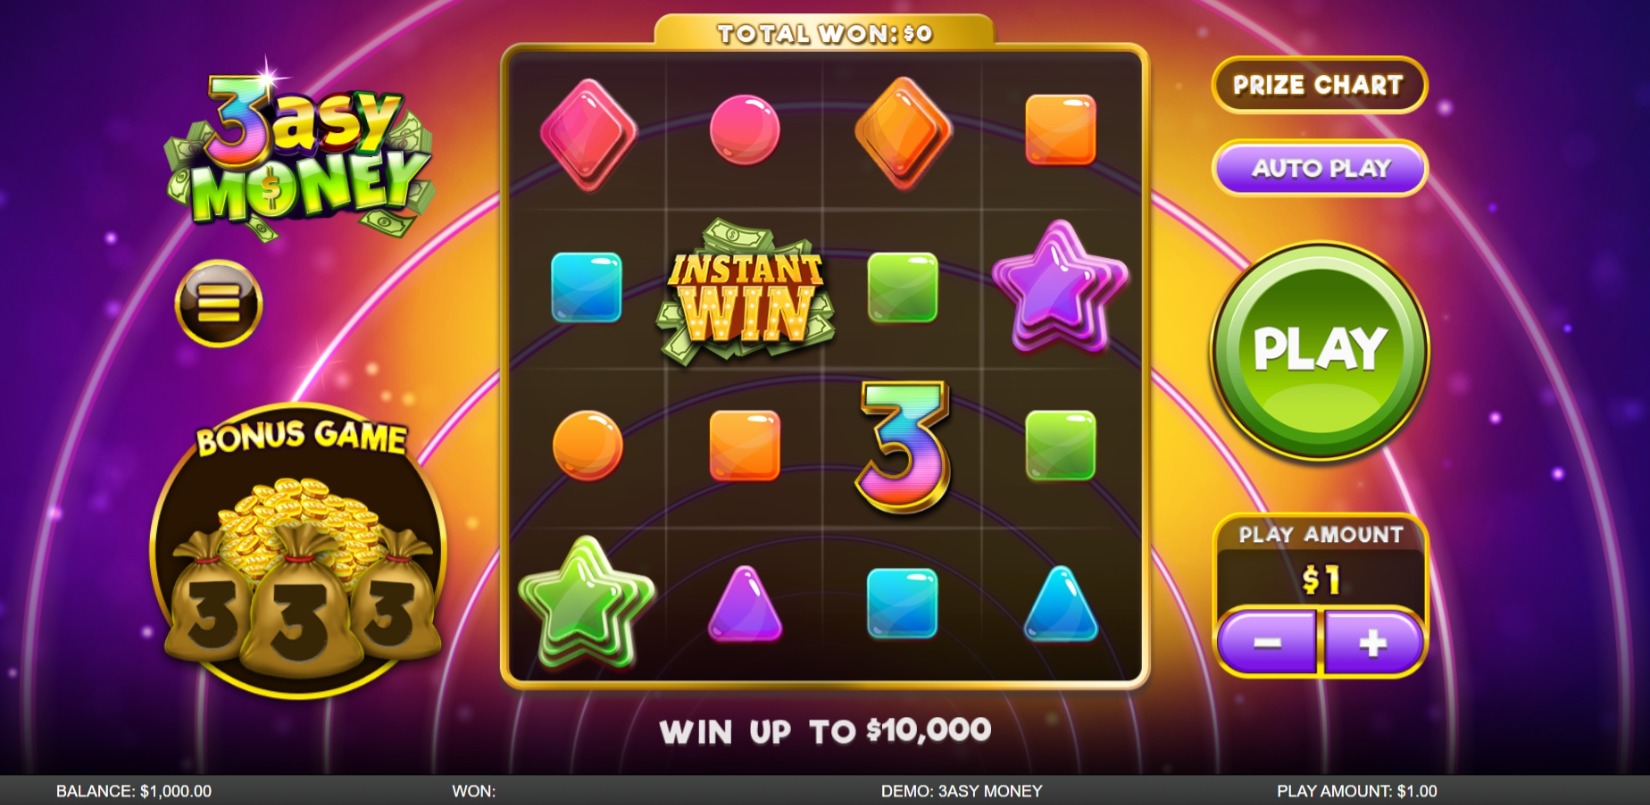 TOTAL WON: $0
3asy
MONEY
PRIZE CHART
AUTO PLAY
INSTANT
WIN
PLAY
3
BONUS GAME
3 3 3
PLAY AMOUNT
$1
- +
WIN UP TO $10,000
BALANCE: $1,000.00 WON: DEMO: 3ASY MONEY PLAY AMOUNT: $1.00